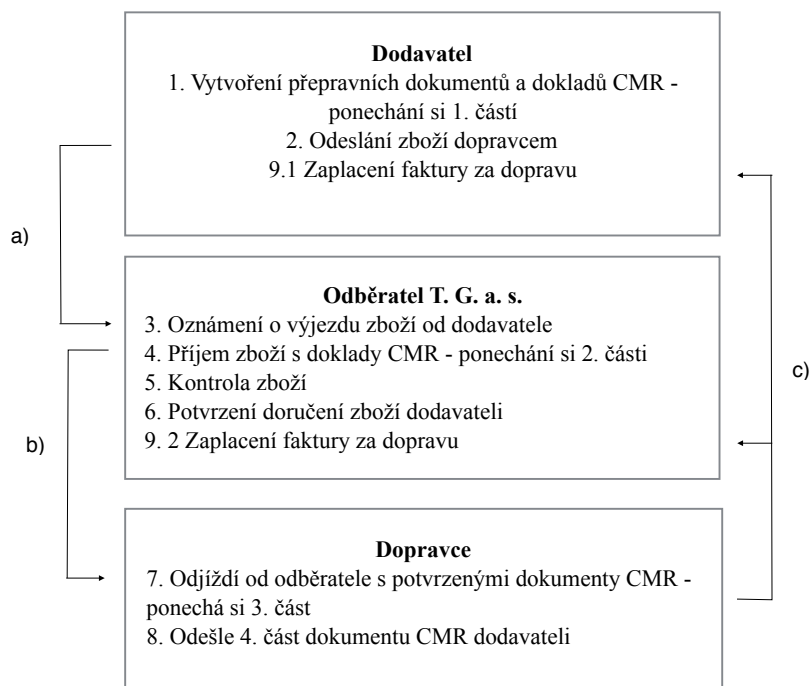 Dodavatel
1. Vytvoření přepravních dokumentů a dokladů CMR -
ponechání si 1. částí
2. Odeslání zboží dopravcem
9.1 Zaplacení faktury za dopravu
a)
Odběratel T. G. a. s.
3. Oznámení o výjezdu zboží od dodavatele
4. Příjem zboží s doklady CMR - ponechání si 2. části
5. Kontrola zboží
6. Potvrzení doručení zboží dodavateli
9. 2 Zaplacení faktury za dopravu
b)
c)
Dopravce
7. Odjíždí od odběratele s potvrzenými dokumenty CMR -
ponechá si 3. část
8. Odešle 4. část dokumentu CMR dodavateli